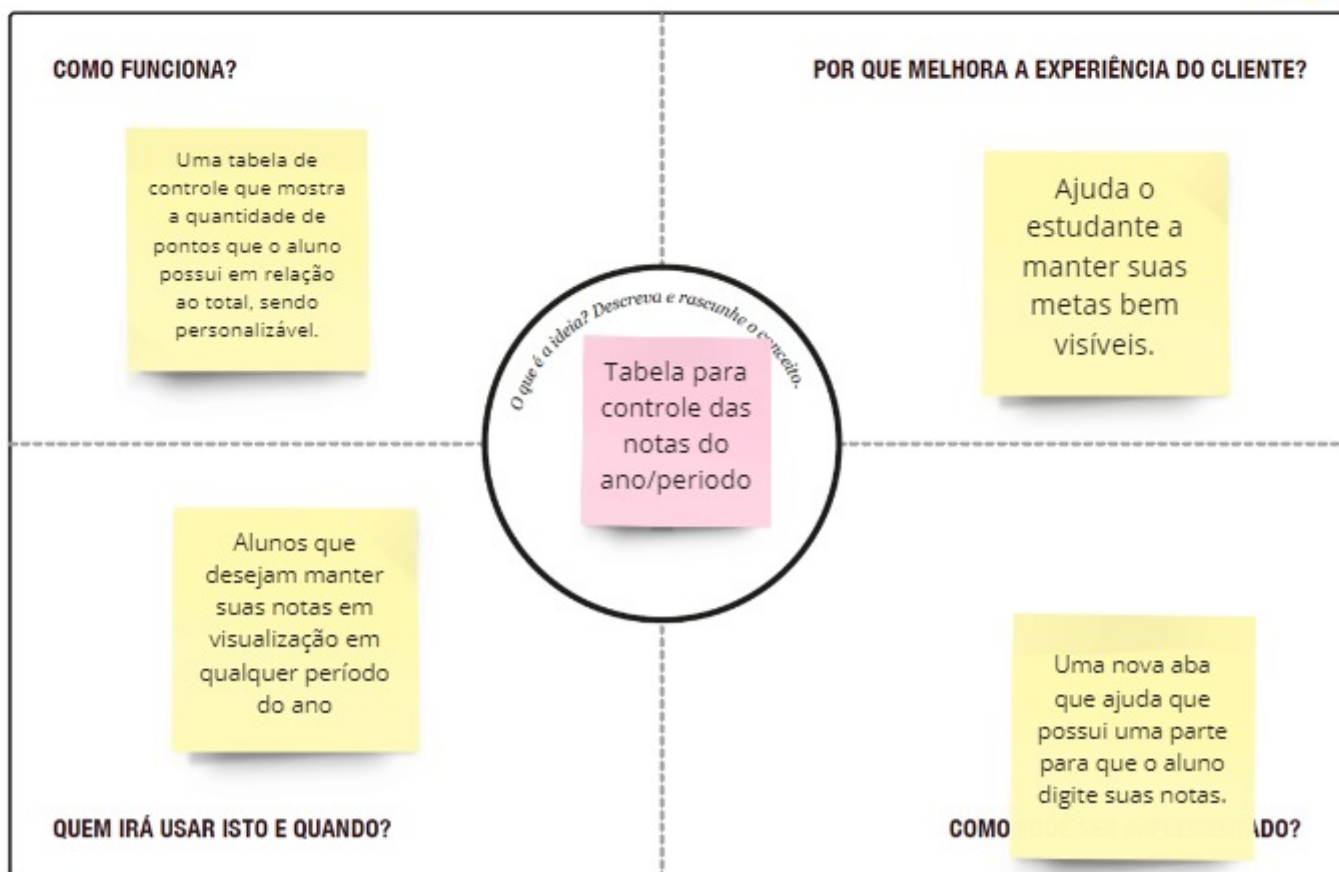 COMO FUNCIONA?
Uma tabela de
controle que mostra
a quantidade de
pontos que o aluno
possui em relação
ao total, sendo
personalizável.
POR QUE MELHORA A EXPERIÊNCIA DO CLIENTE?
Ajuda o
estudante a
manter suas
metas bem
visíveis.
O que é a ideia? Descreva e rascunhe o conceito.
Tabela para
controle das
notas do
ano/periodo
Alunos que
desejam manter
suas notas em
visualização em
qualquer período
do ano
QUEM IRÁ USAR ISTO E QUANDO?
Uma nova aba
que ajuda que
possui uma parte
para que o aluno
digite suas notas.
COMO